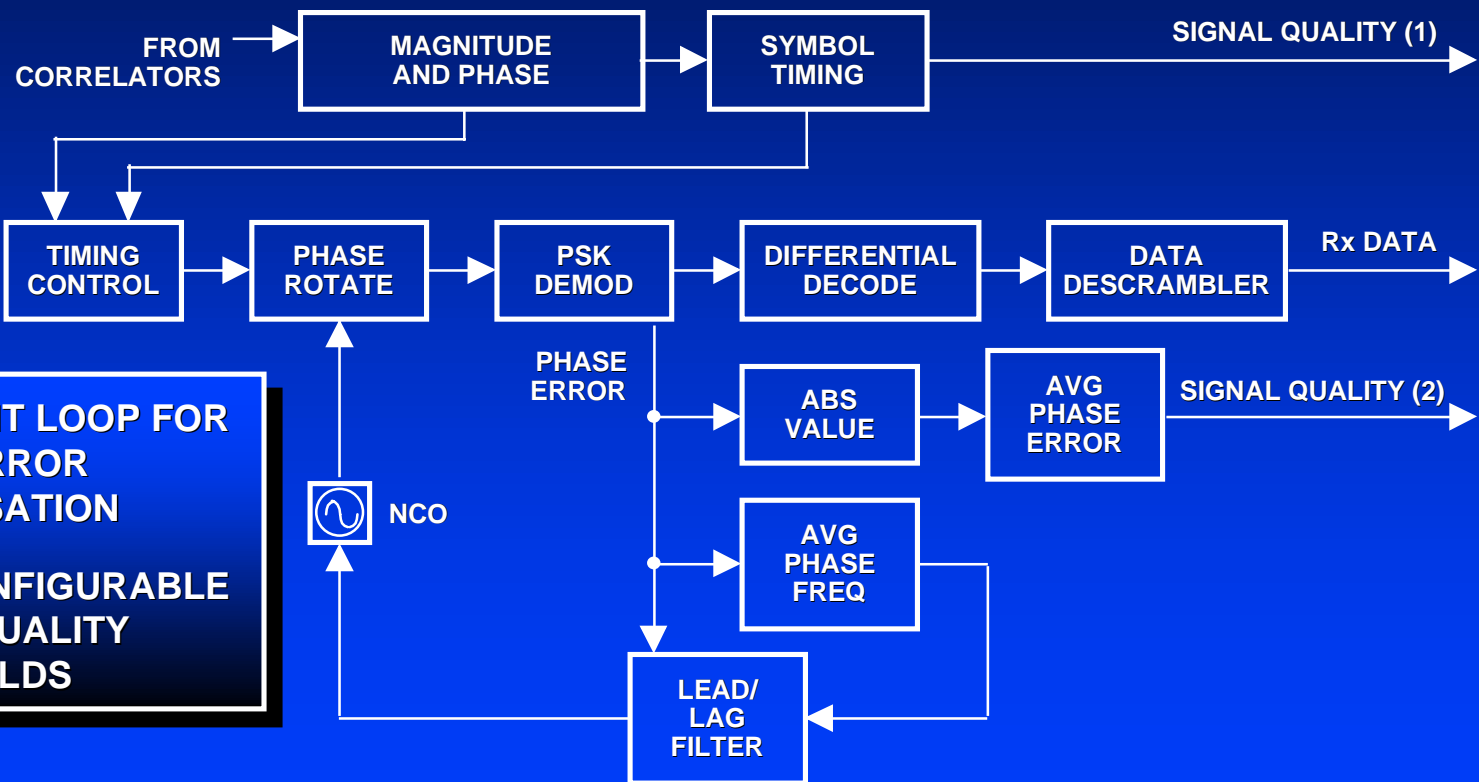 FROM
CORRELATORS
MAGNITUDE
AND PHASE
SYMBOL
TIMING
SIGNAL QUALITY (1)
TIMING
CONTROL
PHASE
ROTATE
PSK
DEMOD
DIFFERENTIAL
DECODE
DATA
DESCRAMBLER
Rx DATA
PHASE
ERROR
ABS
VALUE
AVG
PHASE
ERROR
SIGNAL QUALITY (2)
LOOP FOR
NCO
AVG
PHASE
FREQ
LEAD/
LAG
FILTER